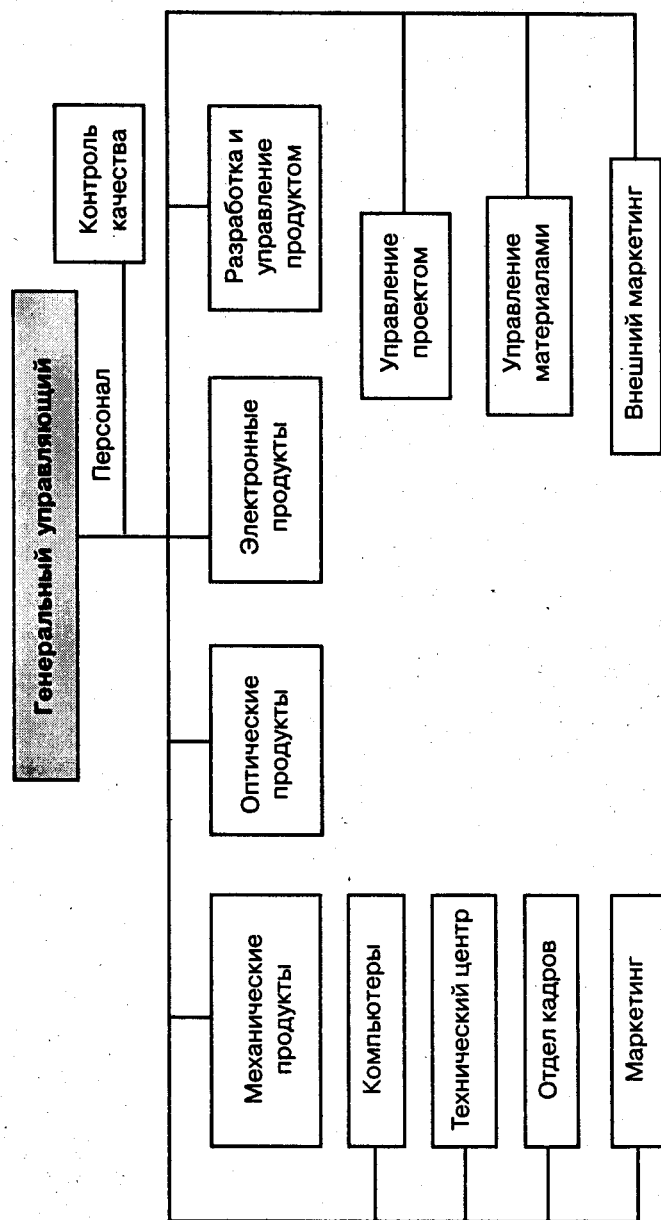 Генеральный управляющий
Персонал
Контроль
качества
Механические
продукты
Оптические
продукты
Электронные
продукты
Разработка и
управление
продуктом
Компьютеры
Технический центр
Отдел кадров
Маркетинг
Управление
проектом
Управление
материалами
Внешний маркетинг